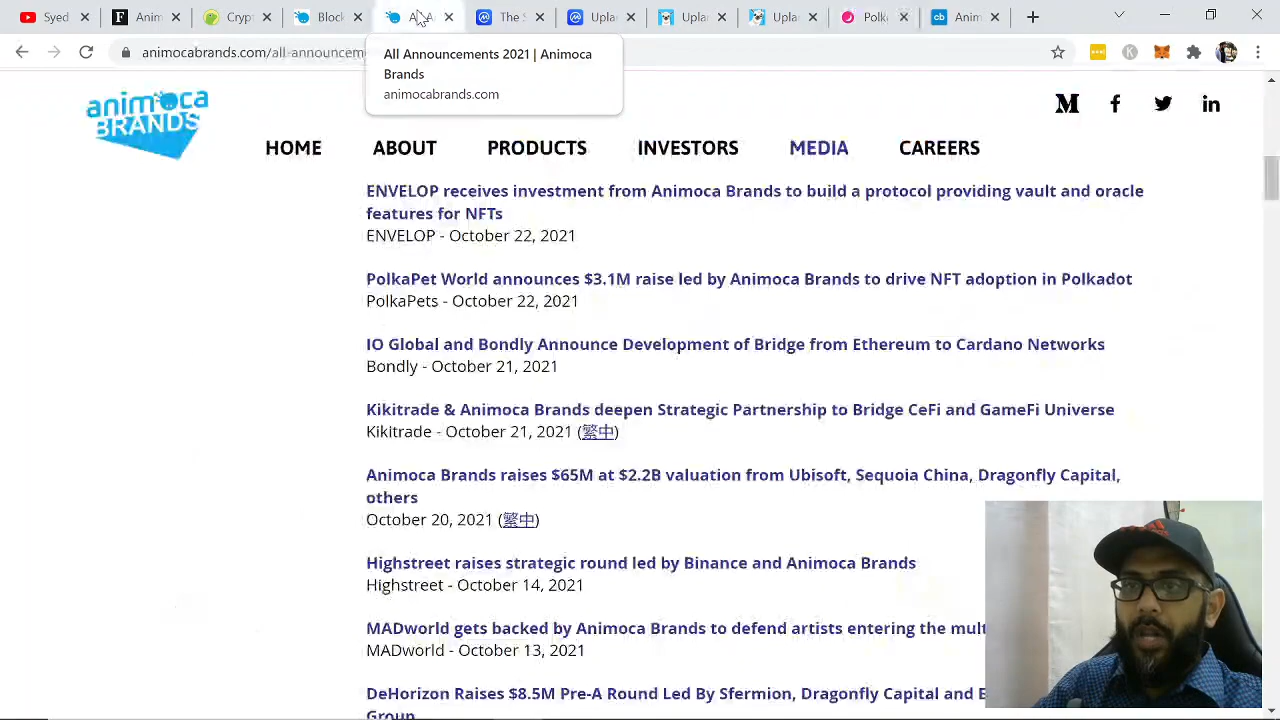 Syed
Anim
Crypt
Block
All A
The S
Upla
Upla
Upla
Polka
Anim
animocabrands.com/all-announcem
All Announcements 2021 | Animoca
Brands
animocabrands.com
animoca
BRANDS
HOME ABOUT PRODUCTS INVESTORS MEDIA CAREERS
ENVELOP receives investment from Animoca Brands to build a protocol providing vault and oracle
features for NFTs
ENVELOP - October 22, 2021
PolkaPet World announces $3.1M raise led by Animoca Brands to drive NFT adoption in Polkadot
PolkaPets - October 22, 2021
IO Global and Bondly Announce Development of Bridge from Ethereum to Cardano Networks
Bondly - October 21, 2021
Kikitrade & Animoca Brands deepen Strategic Partnership to Bridge CeFi and GameFi Universe
Kikitrade - October 21, 2021 (繁中)
Animoca Brands raises $65M at $2.2B valuation from Ubisoft, Sequoia China, Dragonfly Capital,
others
October 20, 2021 (繁中)
Highstreet raises strategic round led by Binance and Animoca Brands
Highstreet - October 14, 2021
MADworld gets backed by Animoca Brands to defend artists entering the mult
MADworld - October 13, 2021
DeHorizon Raises $8.5M Pre-A Round Led By Sfermion, Dragonfly Capital and E
Group